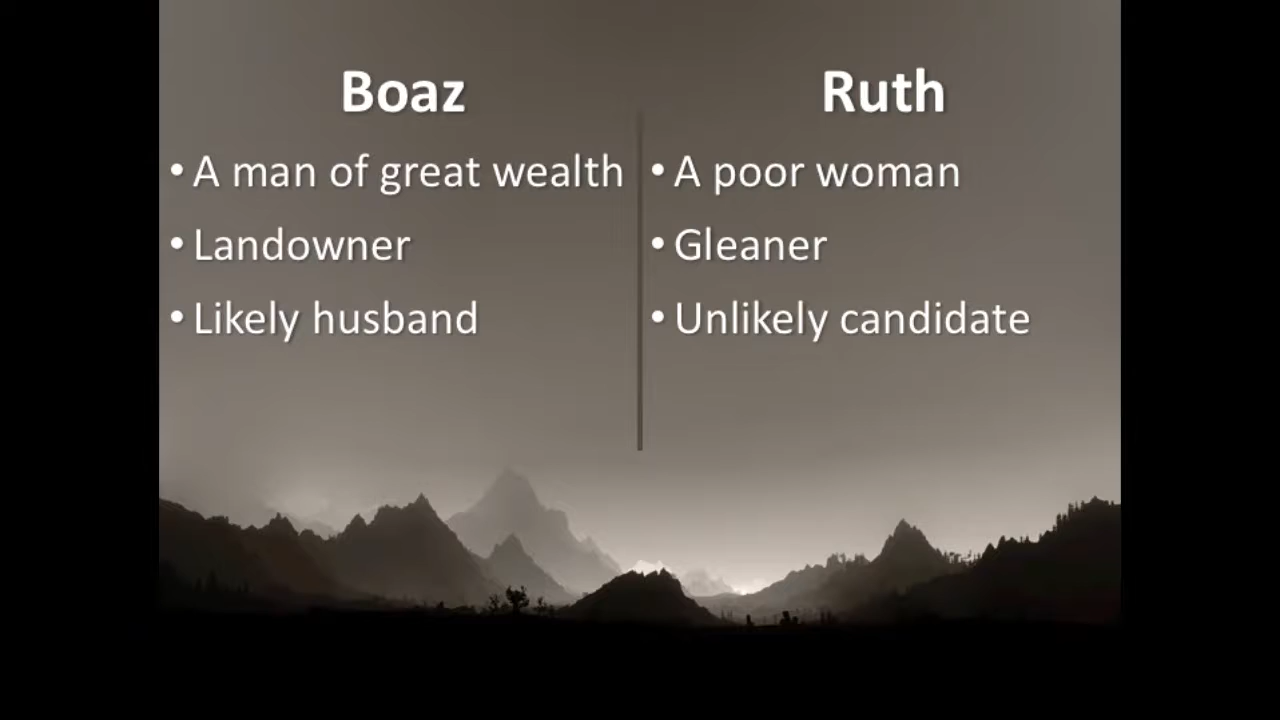 Boaz
• A man of great wealth
• Landowner
• Likely husband
Ruth
• A poor woman
• Gleaner
• Unlikely candidate